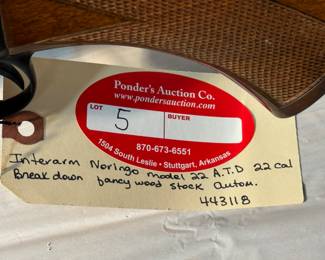 Ponder's Auction Co.
www.pondersauction.com
LOT
5
BUYER
870-673-6551
1504 South Leslie • Stuttgart, Arkansas
Interarm Noringo model 22 A.T.D 22 cal
Break down fancy wood stock Autom.
443118